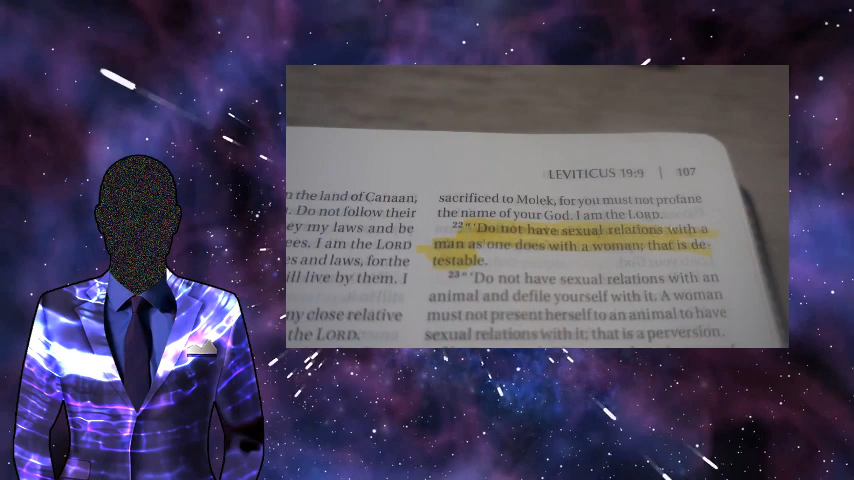 LEVITICUS 19:9 | 107
n the land of Canaan,
. Do not follow their
ey my laws and be
ees. I am the LORD
es and laws, for the
ill live by them. I
ny close relative
the LORD.
sacrificed to Molek, for you must not profane
the name of your God. I am the LORD.
22 " 'Do not have sexual relations with a
man as one does with a woman; that is de-
testable.
23 " 'Do not have sexual relations with an
animal and defile yourself with it. A woman
must not present herself to an animal to have
sexual relations with it; that is a perversion.